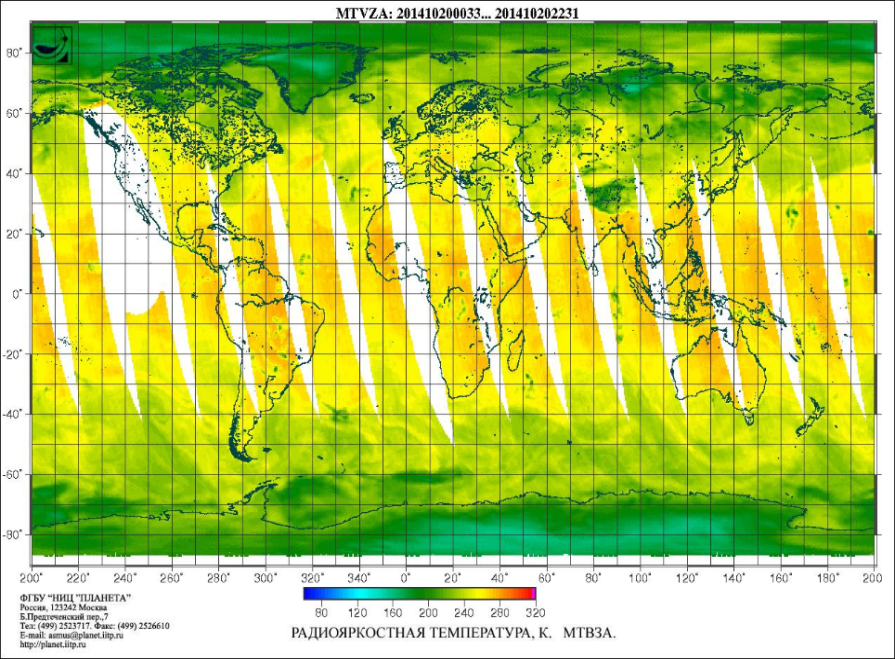 MTVZA: 201410200033... 201410202231
80°
60°
40°
20°
0°
-20°
-40°
-60°
-80°
200° 220° 240° 260° 280° 300° 320° 340° 0° 20° 40° 60° 80° 100° 120° 140° 160° 180° 200
80 120 160 200 240 280 320
РАДИОЯРКОСТНАЯ ТЕМПЕРАТУРА, К. МТВЗА.
ФГБУ "НИЦ "ПЛАНЕТА"
Россия, 123242 Москва
Б.Предтеченский пер.,7
Тел: (499) 2523717. Факс: (499) 2526610
E-mail: asmus@planet.iitp.ru
http://planet.iitp.ru